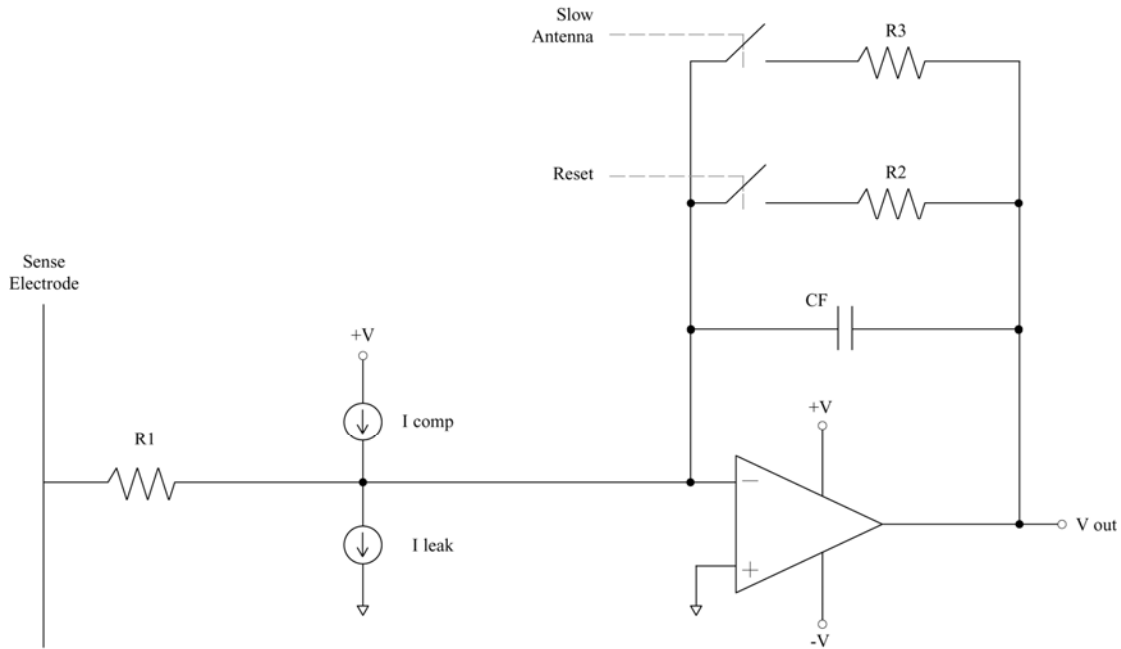 Slow
Antenna
R3
Reset
R2
Sense
Electrode
CF
+V
I comp
+V
R1
−
I leak
V out
+
-V